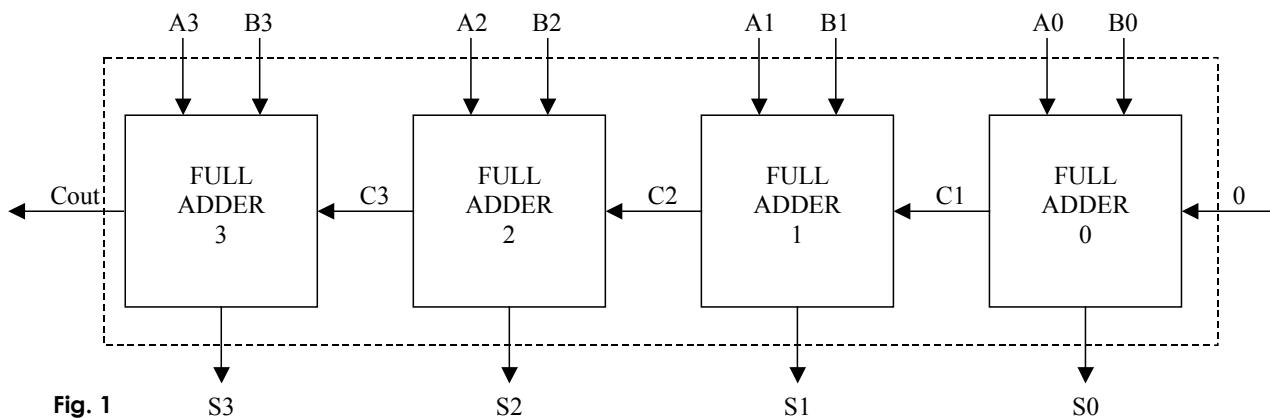 A3 B3 A2 B2 A1 B1 A0 B0
FULL ADDER 3
FULL ADDER 2
FULL ADDER 1
FULL ADDER 0
Cout C3 C2 C1 0
S3 S2 S1 S0
Fig. 1